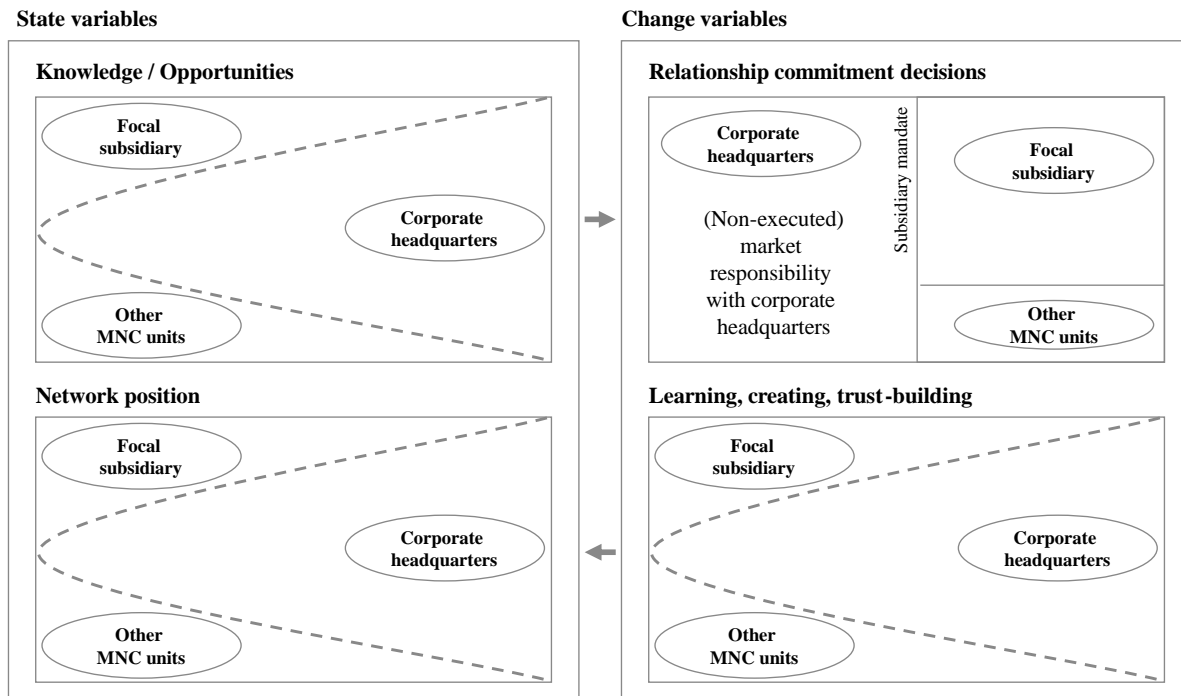 State variables
Knowledge / Opportunities
Focal
subsidiary
Corporate
headquarters
Other
MNC units
Network position
Focal
subsidiary
Corporate
headquarters
Other
MNC units
Change variables
Relationship commitment decisions
Corporate
headquarters
(Non-executed)
market
responsibility
with corporate
headquarters
Subsidiary mandate
Focal
subsidiary
Other
MNC units
Learning, creating, trust-building
Focal
subsidiary
Corporate
headquarters
Other
MNC units